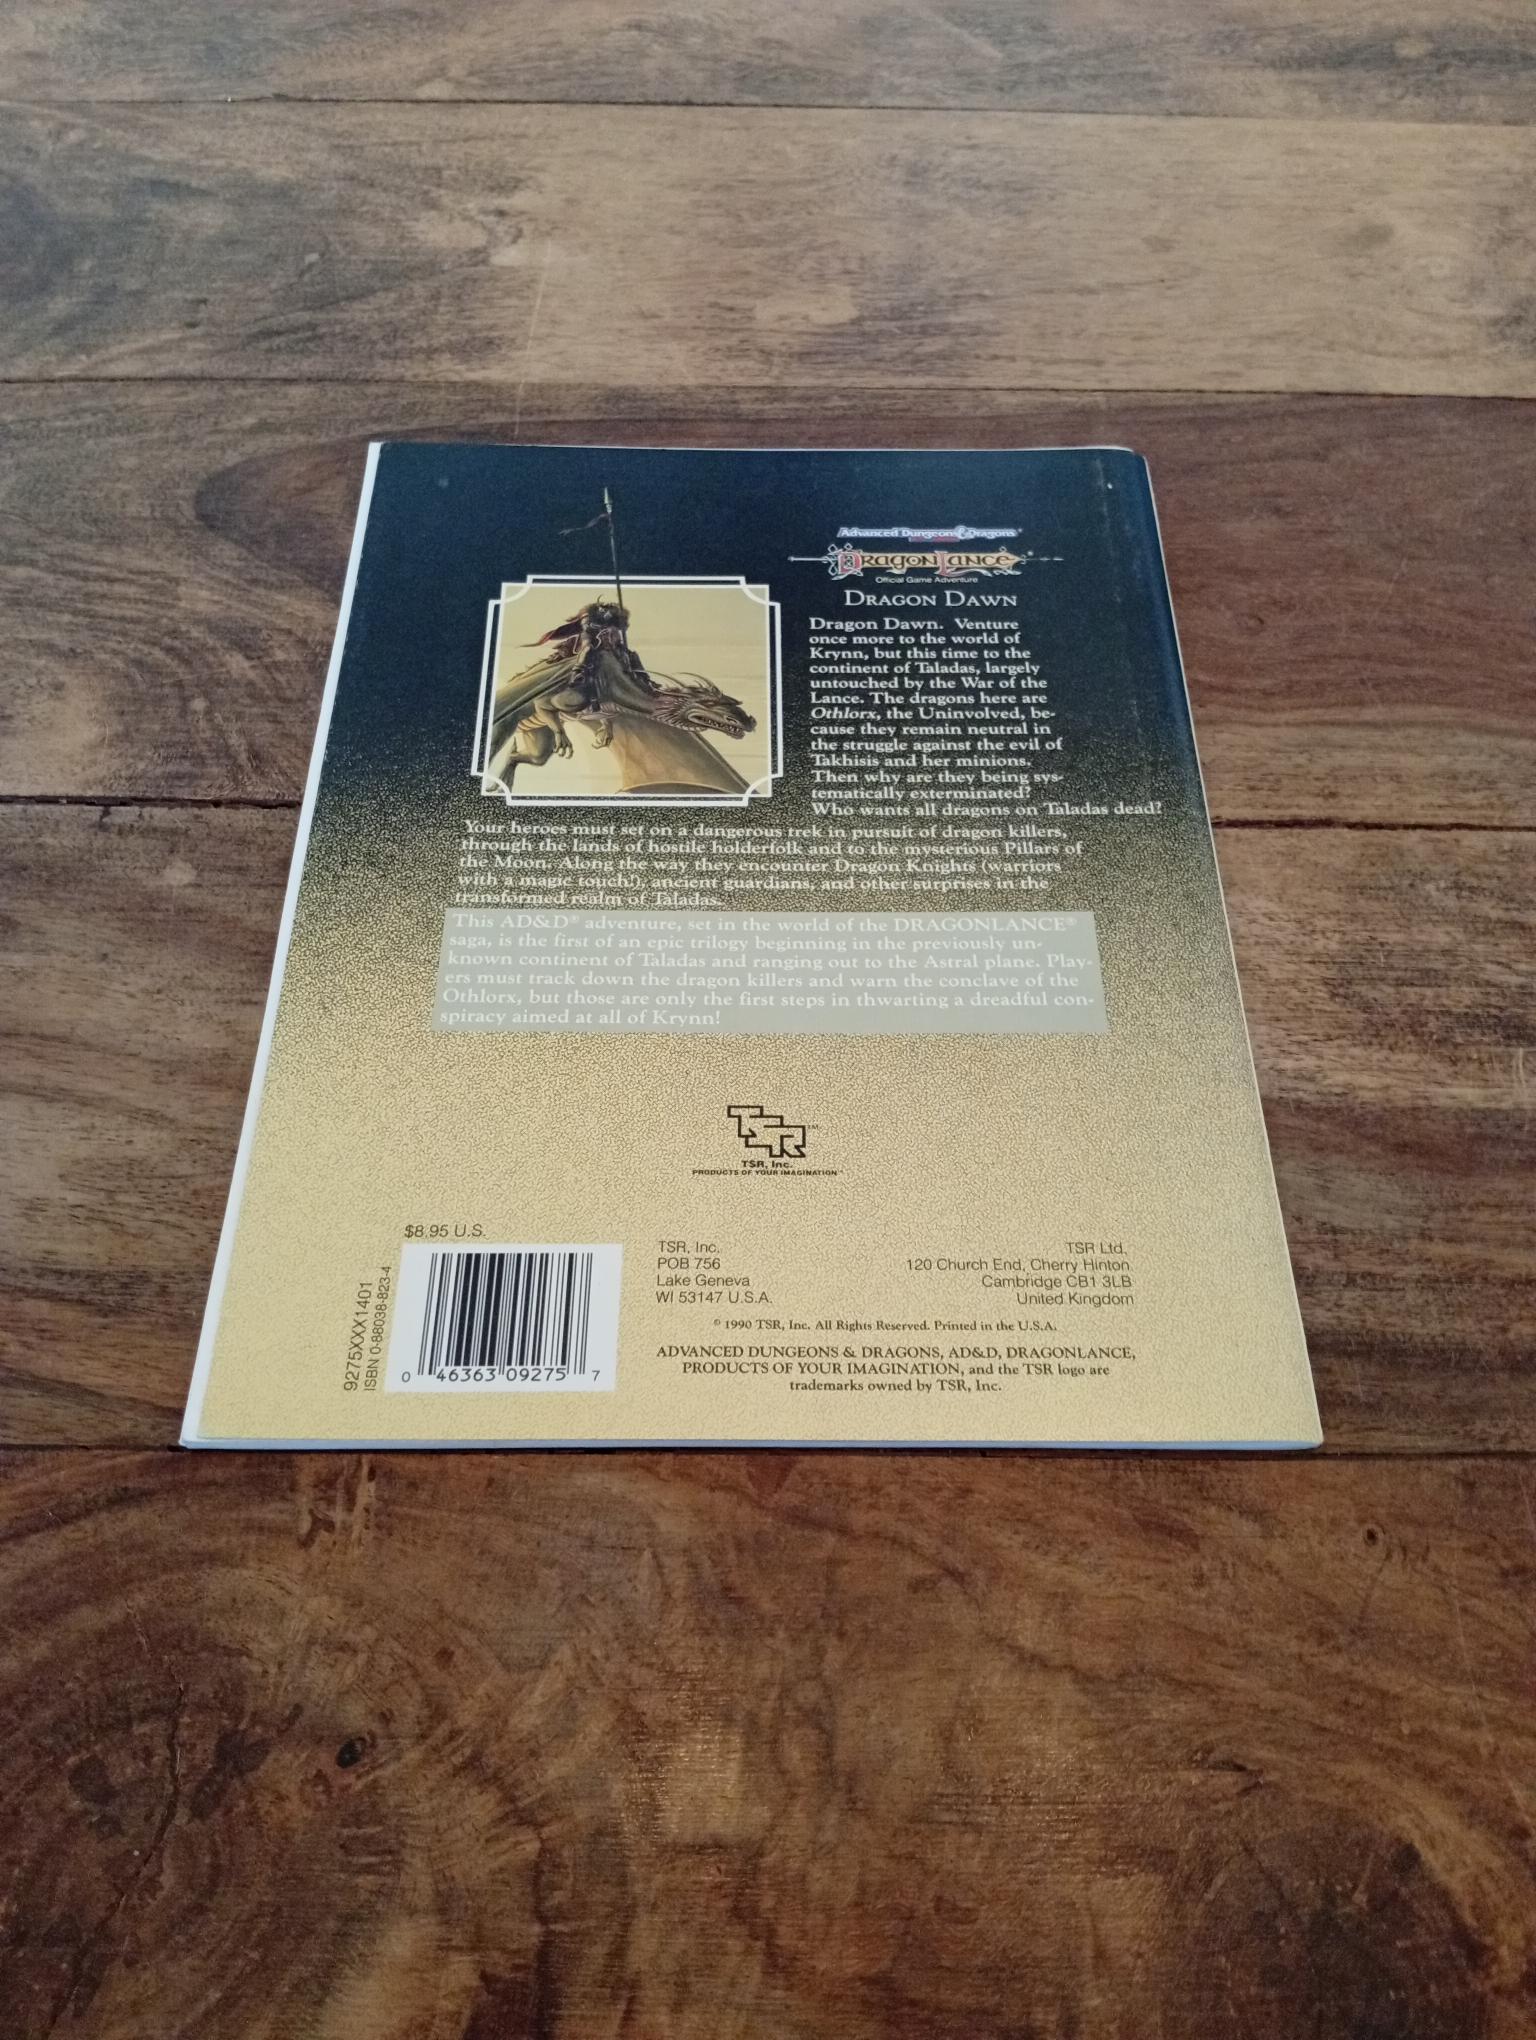 Advanced Dungeons & Dragons®
DRAGONLANCE
Official Game Adventure
DRAGON DAWN
Dragon Dawn. Venture
once more to the world of
Krynn, but this time to the
continent of Taladas, largely
untouched by the War of the
Lance. The dragons here are
Othlorx, the Uninvolved, be-
cause they remain neutral in
the struggle against the evil of
Takhisis and her minions.
Then why are they being sys-
tematically exterminated?
Who wants all dragons on Taladas dead?
Your heroes must set on a dangerous trek in pursuit of dragon killers,
through the lands of hostile holderfolk and to the mysterious Pillars of
the Moon. Along the way they encounter Dragon Knights (warriors
with a magic touch!), ancient guardians, and other surprises in the
transformed realm of Taladas.
This AD&D® adventure, set in the world of the DRAGONLANCE®
saga, is the first of an epic trilogy beginning in the previously un-
known continent of Taladas and ranging out to the Astral plane. Play-
ers must track down the dragon killers and warn the conclave of the
Othlorx, but those are only the first steps in thwarting a dreadful con-
spiracy aimed at all of Krynn!
TSR™
TSR, Inc.
PRODUCTS OF YOUR IMAGINATION™
$8.95 U.S.
9275XXX1401
ISBN 0-88038-823-4
0 46363 09275 7
TSR, Inc.
POB 756
Lake Geneva
WI 53147 U.S.A.
TSR Ltd.
120 Church End, Cherry Hinton
Cambridge CB1 3LB
United Kingdom
© 1990 TSR, Inc. All Rights Reserved. Printed in the U.S.A.
ADVANCED DUNGEONS & DRAGONS, AD&D, DRAGONLANCE,
PRODUCTS OF YOUR IMAGINATION, and the TSR logo are
trademarks owned by TSR, Inc.